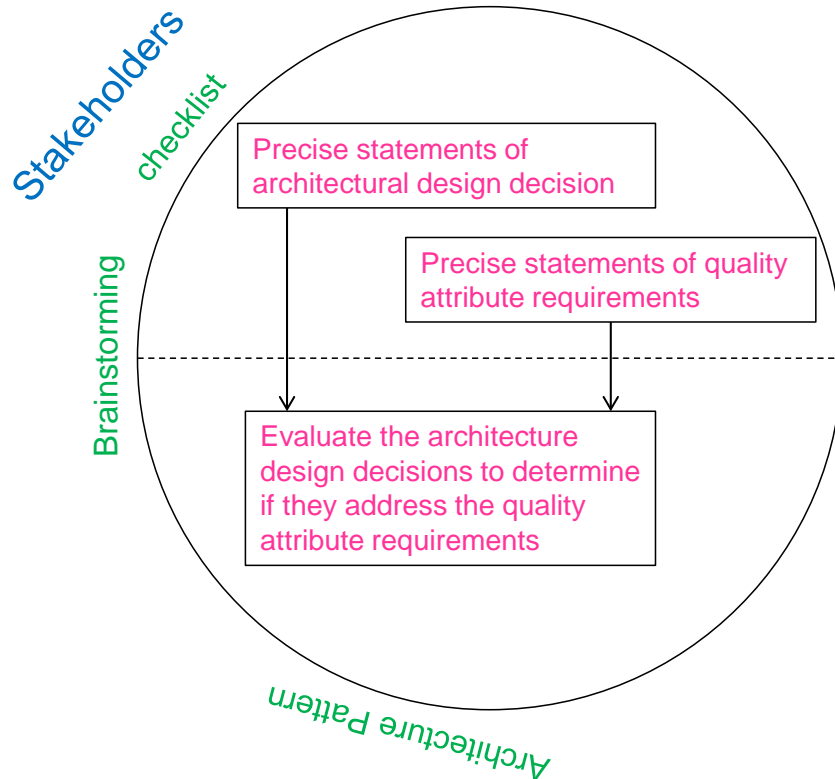 Stakeholders
checklist
Precise statements of
architectural design decision
Precise statements of quality
attribute requirements
Brainstorming
Evaluate the architecture
design decisions to determine
if they address the quality
attribute requirements
Architecture Pattern